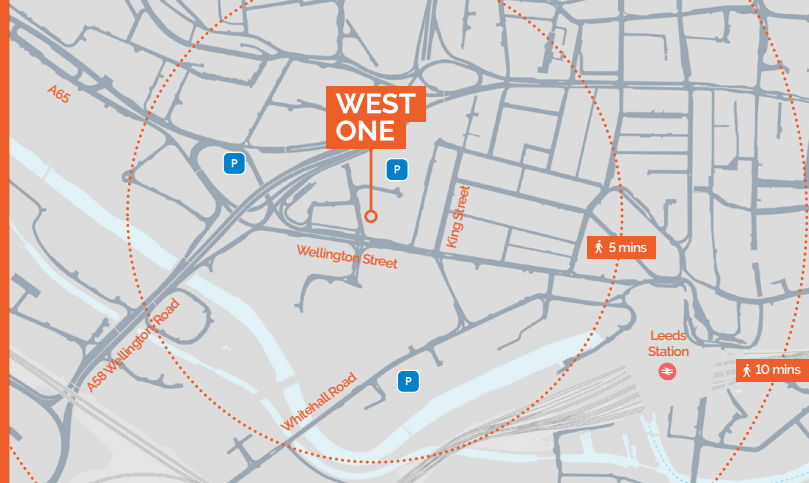 A65
WEST
ONE
P
P
King Street
Wellington Street
5 mins
A58 Wellington Road
Leeds
Station
10 mins
Whitehall Road
P